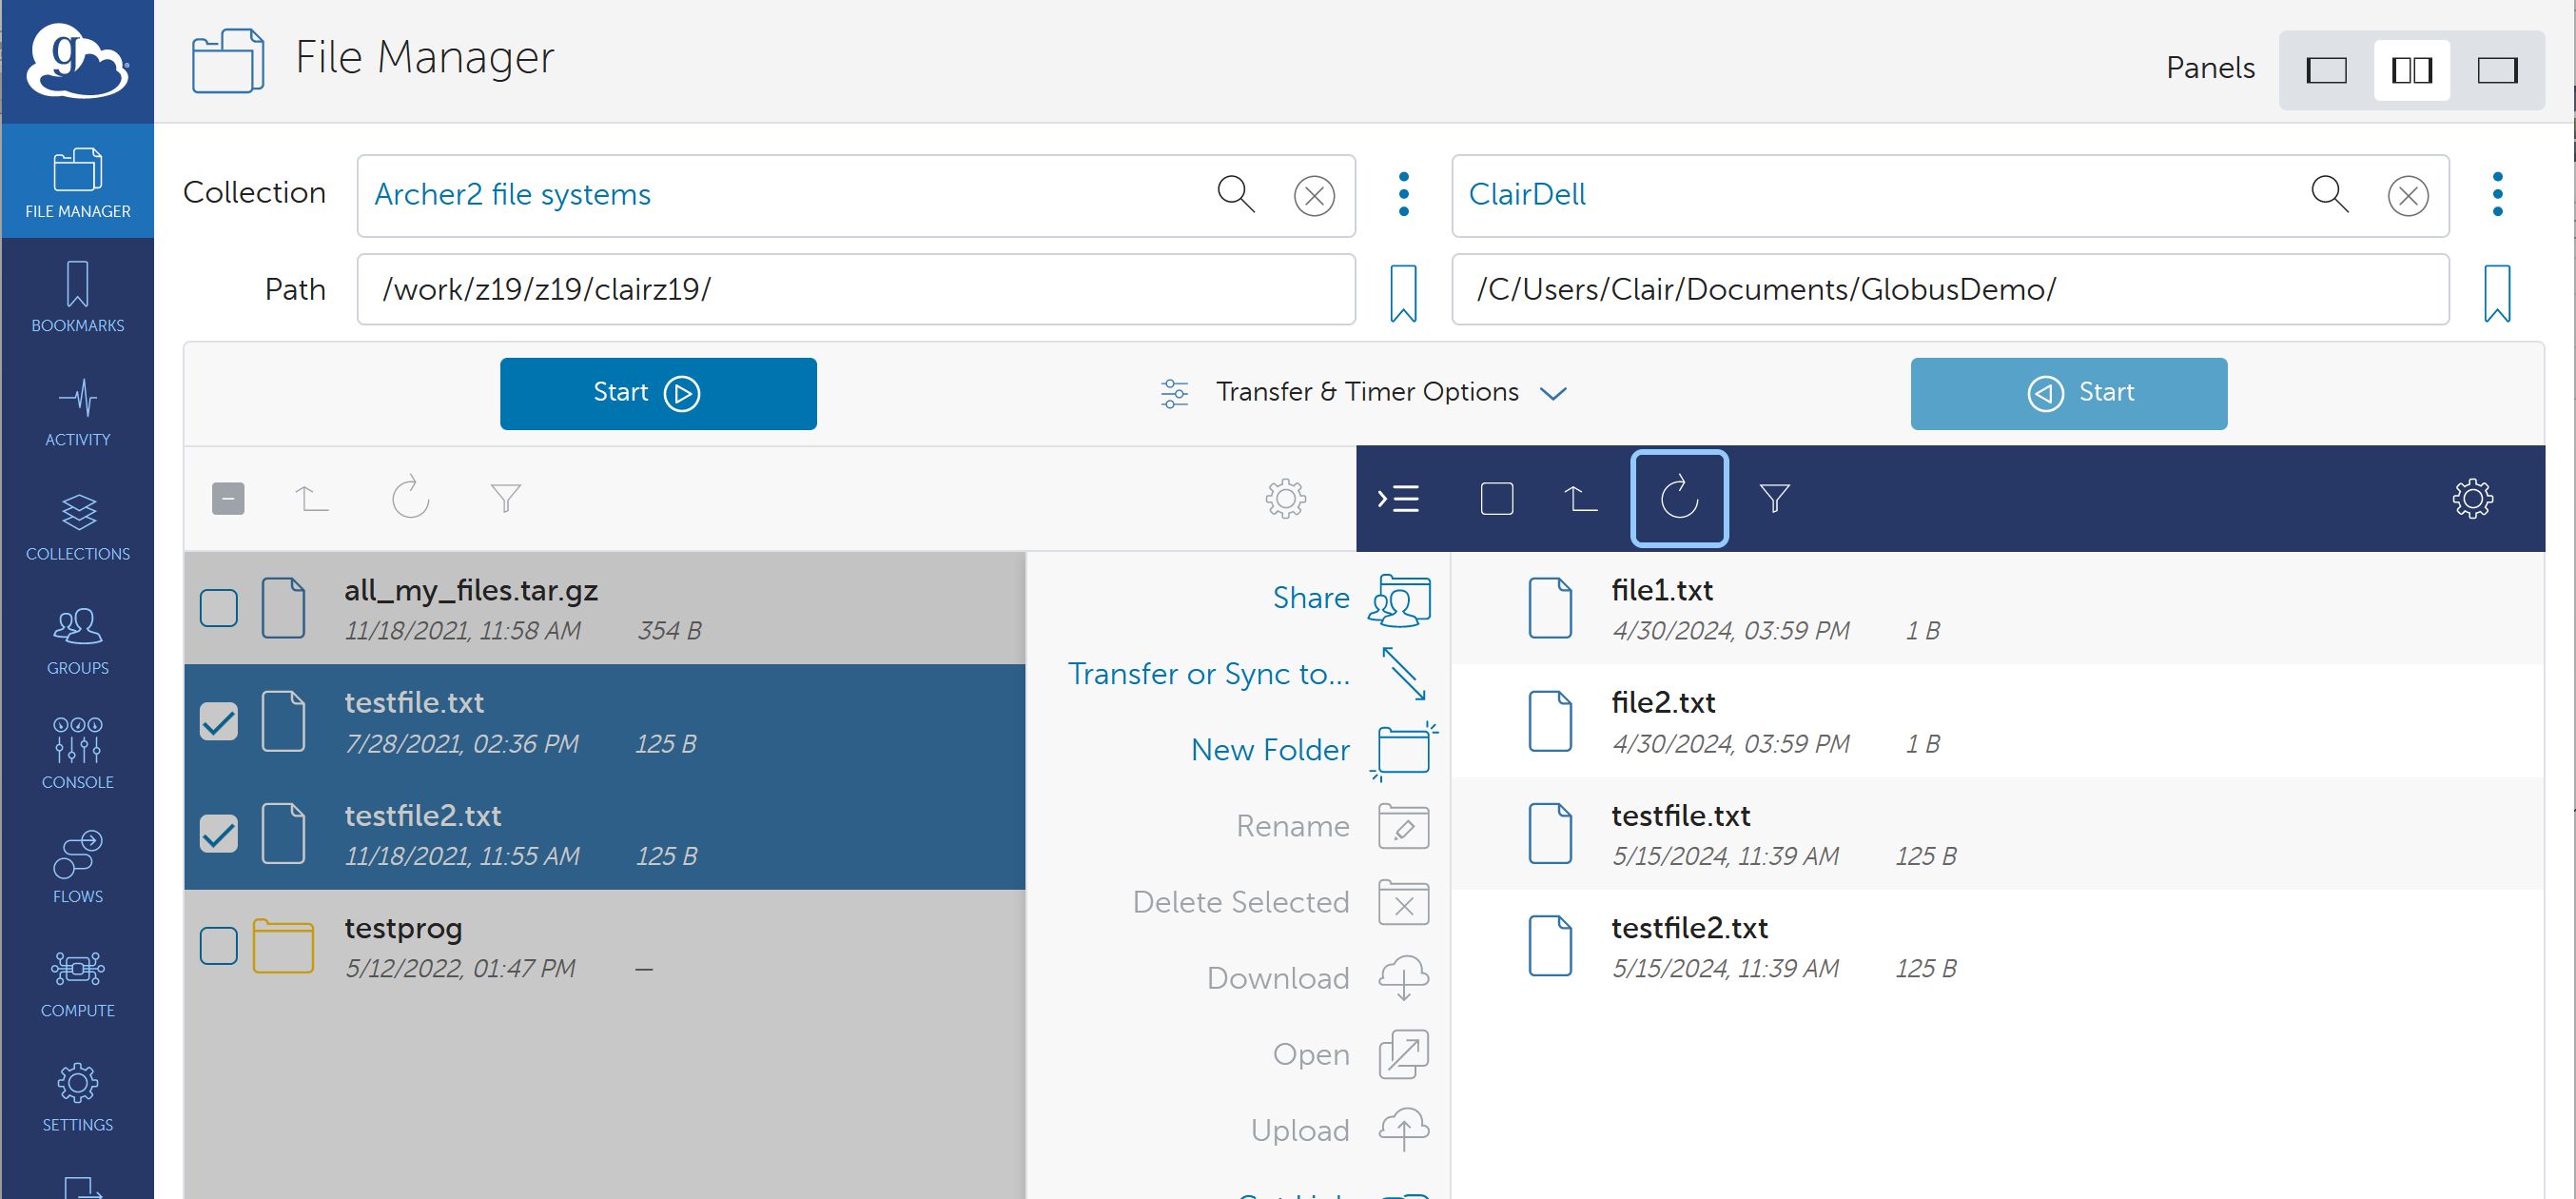 g
File Manager
Panels
FILE MANAGER
BOOKMARKS
ACTIVITY
COLLECTIONS
GROUPS
CONSOLE
FLOWS
COMPUTE
SETTINGS
Collection
Archer2 file systems
ClairDell
Path
/work/z19/z19/clairz19/
/C/Users/Clair/Documents/GlobusDemo/
Start
Transfer & Timer Options
Start
all_my_files.tar.gz
11/18/2021, 11:58 AM 354 B
testfile.txt
7/28/2021, 02:36 PM 125 B
testfile2.txt
11/18/2021, 11:55 AM 125 B
testprog
5/12/2022, 01:47 PM —
Share
Transfer or Sync to...
New Folder
Rename
Delete Selected
Download
Open
Upload
file1.txt
4/30/2024, 03:59 PM 1 B
file2.txt
4/30/2024, 03:59 PM 1 B
testfile.txt
5/15/2024, 11:39 AM 125 B
testfile2.txt
5/15/2024, 11:39 AM 125 B